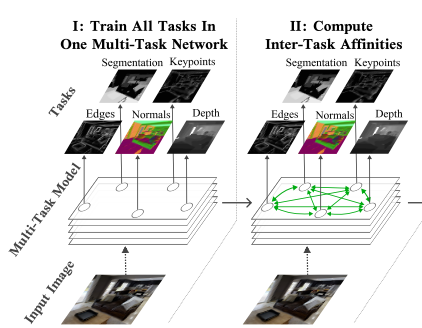 I: Train All Tasks In
One Multi-Task Network
II: Compute
Inter-Task Affinities
Segmentation Keypoints
Edges Normals Depth
Segmentation Keypoints
Edges Normals Depth
Tasks
Multi-Task Model
Input Image